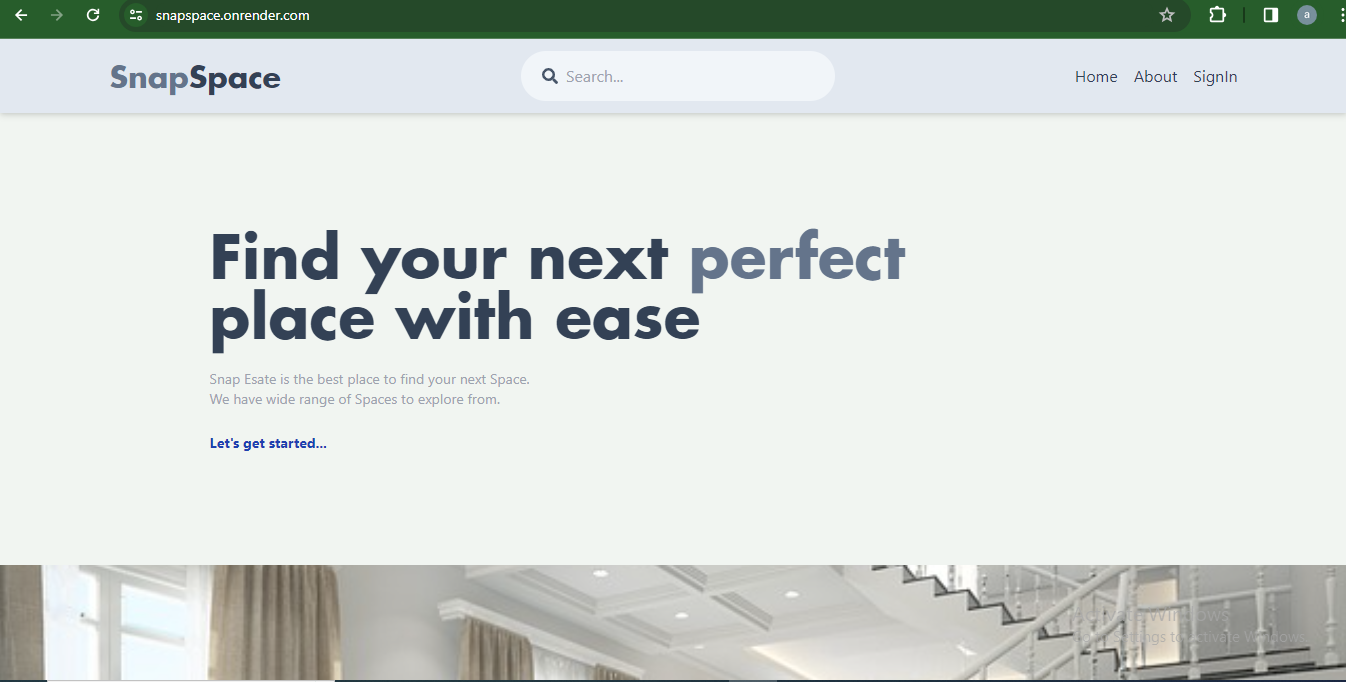 snapspace.onrender.com
a
SnapSpace
Search...
Home About SignIn
Find your next perfect
place with ease
Snap Esate is the best place to find your next Space.
We have wide range of Spaces to explore from.
Let's get started...
Activate Windows
Settings to activate Windows.